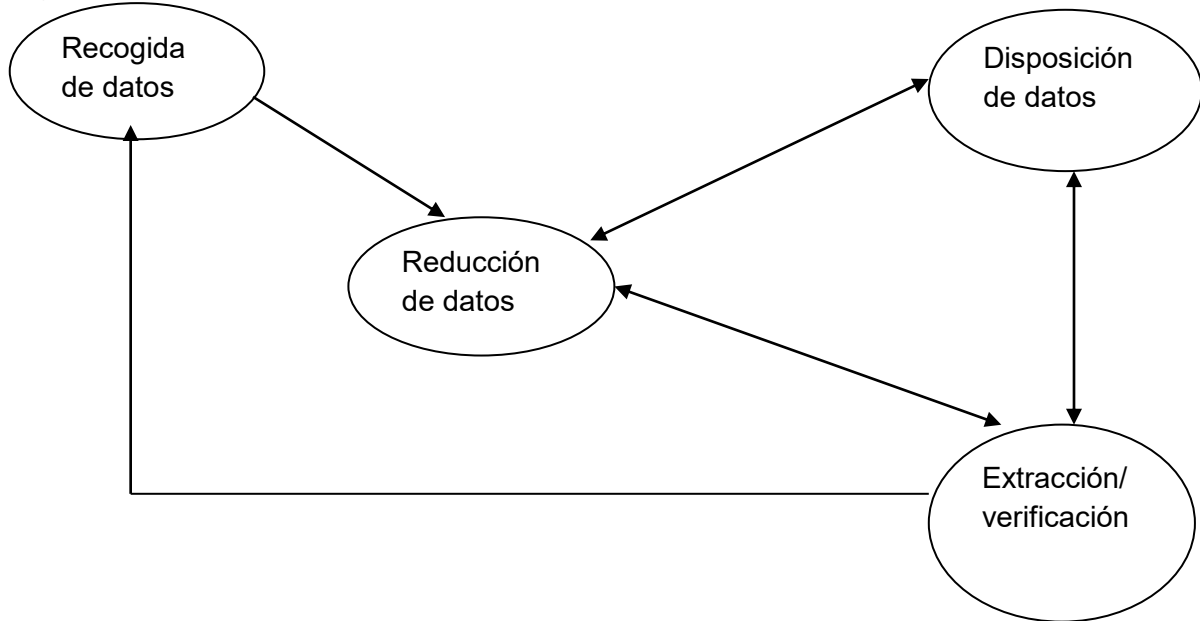 Recogida
de datos
Disposición
de datos
Reducción
de datos
Extracción/
verificación